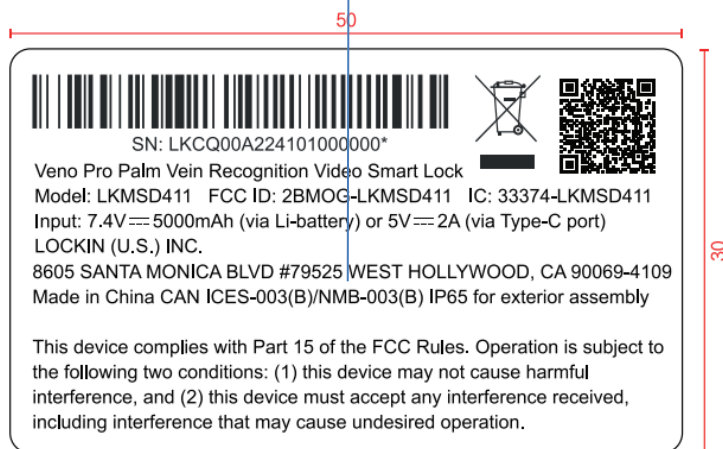 50
SN: LKCQ00A224101000000*
Veno Pro Palm Vein Recognition Video Smart Lock
Model: LKMSD411 FCC ID: 2BMOG-LKMSD411 IC: 33374-LKMSD411
Input: 7.4V⎓5000mAh (via Li-battery) or 5V⎓2A (via Type-C port)
LOCKIN (U.S.) INC.
8605 SANTA MONICA BLVD #79525 WEST HOLLYWOOD, CA 90069-4109
Made in China CAN ICES-003(B)/NMB-003(B) IP65 for exterior assembly
30
This device complies with Part 15 of the FCC Rules. Operation is subject to
the following two conditions: (1) this device may not cause harmful
interference, and (2) this device must accept any interference received,
including interference that may cause undesired operation.